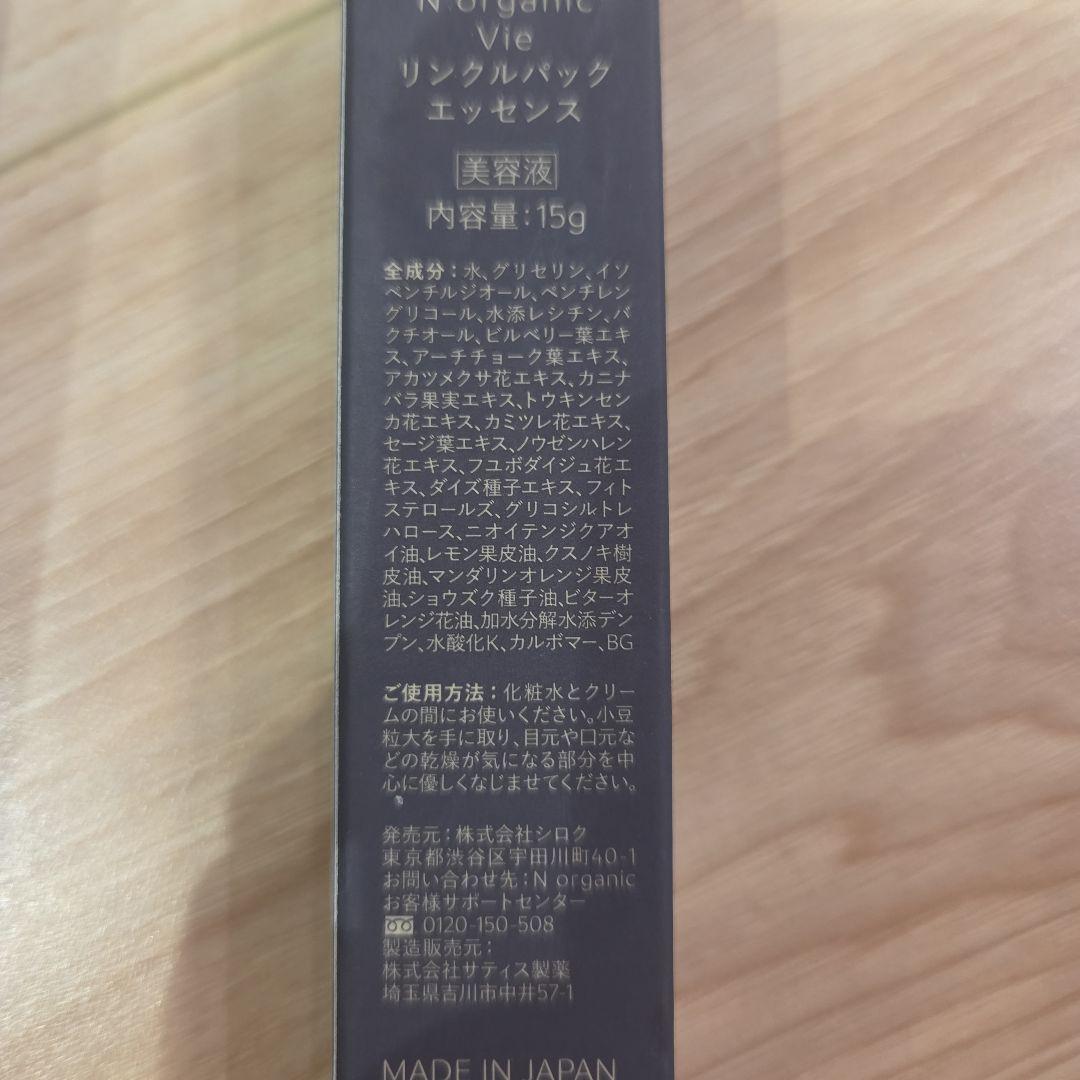 N organic
Vie
リンクルパック
エッセンス
美容液
内容量:15g
全成分:水、グリセリン、イソ
ペンチルジオール、ペンチレン
グリコール、水添レシチン、バ
クチオール、ビルベリー葉エキ
ス、アーチチョーク葉エキス、
アカツメクサ花エキス、カニナ
バラ果実エキス、トウキンセン
カ花エキス、カミツレ花エキス、
セージ葉エキス、ノウゼンハレン
花エキス、フユボダイジュ花エ
キス、ダイズ種子エキス、フィト
ステロールズ、グリコシルトレ
ハロース、ニオイテンジクアオ
イ油、レモン果皮油、クスノキ樹
皮油、マンダリンオレンジ果皮
油、ショウズク種子油、ビターオ
レンジ花油、加水分解水添デン
プン、水酸化K、カルボマー、BG
ご使用方法:化粧水とクリー
ムの間にお使いください。小豆
粒大を手に取り、目元や口元な
どの乾燥が気になる部分を中
心に優しくなじませてください。
発売元:株式会社シロク
東京都渋谷区宇田川町40-1
お問い合わせ先:N organic
お客様サポートセンター
0120-150-508
製造販売元:
株式会社サティス製薬
埼玉県吉川市中井57-1
MADE IN JAPAN